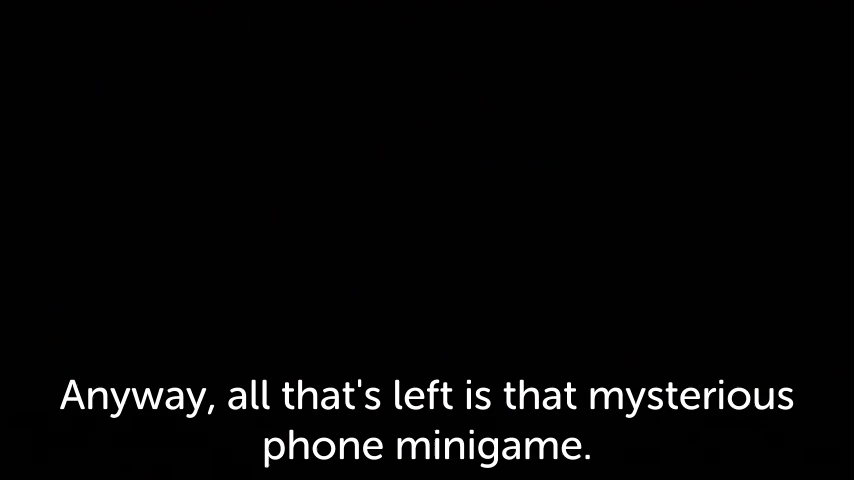 Anyway, all that's left is that mysterious
phone minigame.